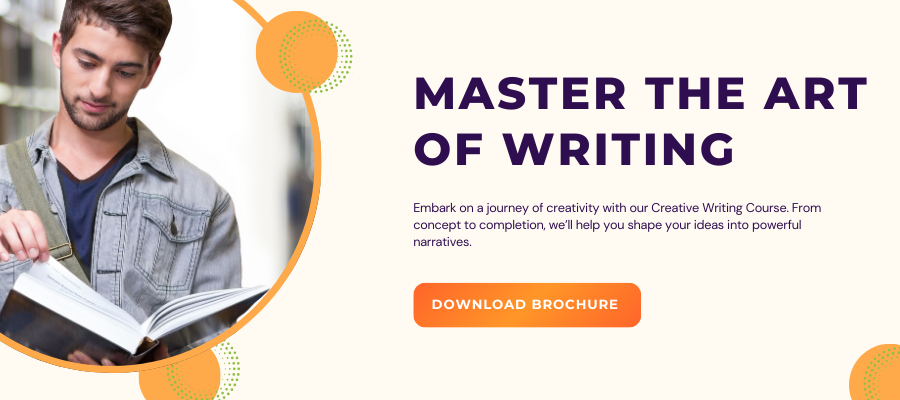 MASTER THE ART
OF WRITING
Embark on a journey of creativity with our Creative Writing Course. From
concept to completion, we’ll help you shape your ideas into powerful
narratives.
DOWNLOAD BROCHURE